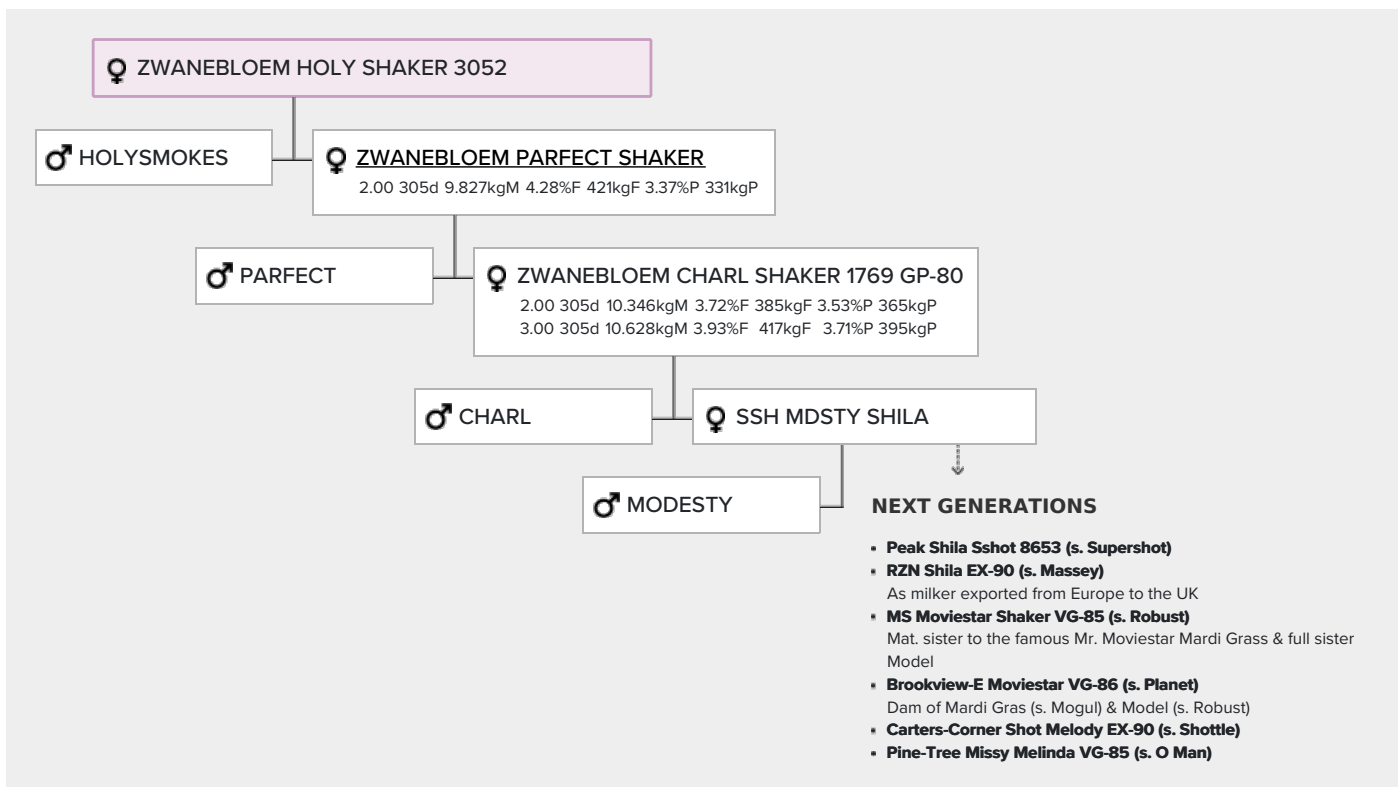 ZWANEBLOEM HOLY SHAKER 3052
HOLYSMOKES
ZWANEBLOEM PARFECT SHAKER
2.00 305d 9.827kgM 4.28%F 421kgF 3.37%P 331kgP
PARFECT
ZWANEBLOEM CHARL SHAKER 1769 GP-80
2.00 305d 10.346kgM 3.72%F 385kgF 3.53%P 365kgP
3.00 305d 10.628kgM 3.93%F 417kgF 3.71%P 395kgP
CHARL
SSH MDSTY SHILA
MODESTY
NEXT GENERATIONS
Peak Shila Sshot 8653 (s. Supershot)
RZN Shila EX-90 (s. Massey)
As milker exported from Europe to the UK
MS Moviestar Shaker VG-85 (s. Robust)
Mat. sister to the famous Mr. Moviestar Mardi Grass & full sister
Model
Brookview-E Moviestar VG-86 (s. Planet)
Dam of Mardi Gras (s. Mogul) & Model (s. Robust)
Carters-Corner Shot Melody EX-90 (s. Shottle)
Pine-Tree Missy Melinda VG-85 (s. O Man)